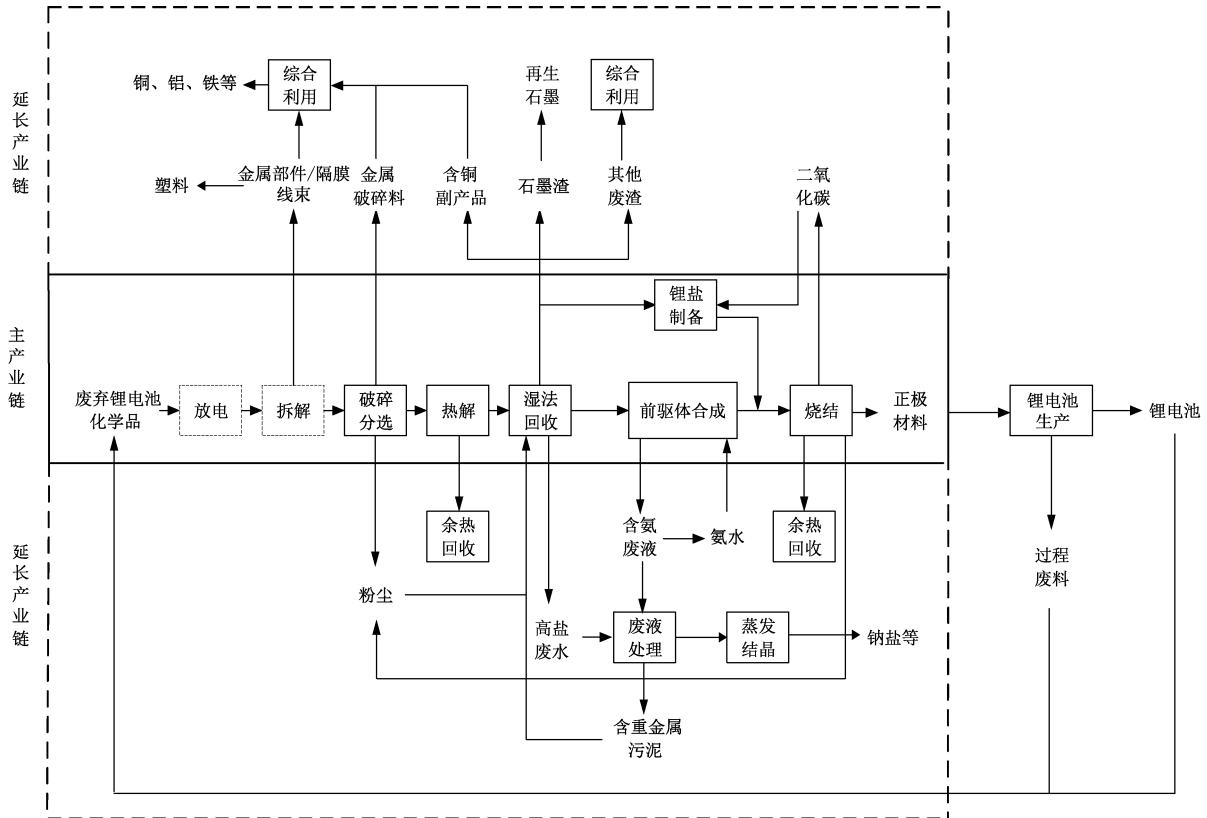 延长产业链
铜、铝、铁等
综合
利用
再生
石墨
综合
利用
塑料
金属部件/隔膜
线束
金属
破碎料
含铜
副产品
石墨渣
其他
废渣
二氧
化碳
主产业链
锂盐
制备
废弃锂电池
化学品
放电
拆解
破碎
分选
热解
湿法
回收
前驱体合成
烧结
正极
材料
锂电池
生产
锂电池
延长产业链
余热
回收
含氨
废液
氨水
余热
回收
过程
废料
粉尘
高盐
废水
废液
处理
蒸发
结晶
钠盐等
含重金属
污泥